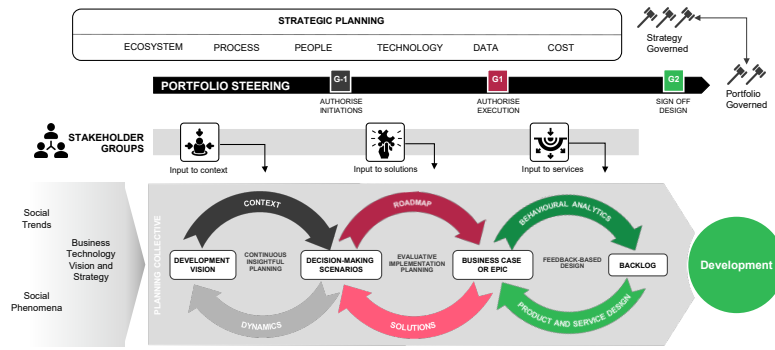 STRATEGIC PLANNING
ECOSYSTEM PROCESS PEOPLE TECHNOLOGY DATA COST
Strategy
Governed
PORTFOLIO STEERING
G-1
G1
G2
AUTHORISE
INITIATIONS
AUTHORISE
EXECUTION
SIGN OFF
DESIGN
Portfolio
Governed
STAKEHOLDER
GROUPS
Input to context
Input to solutions
Input to services
Social
Trends
Business
Technology
Vision and
Strategy
Social
Phenomena
PLANNING COLLECTIVE
CONTEXT
ROADMAP
BEHAVIOURAL ANALYTICS
DEVELOPMENT
VISION
CONTINUOUS
INSIGHTFUL
PLANNING
DECISION-MAKING
SCENARIOS
EVALUATIVE
IMPLEMENTATION
PLANNING
BUSINESS CASE
OR EPIC
FEEDBACK-BASED
DESIGN
BACKLOG
DYNAMICS
SOLUTIONS
PRODUCT AND SERVICE DESIGN
Development